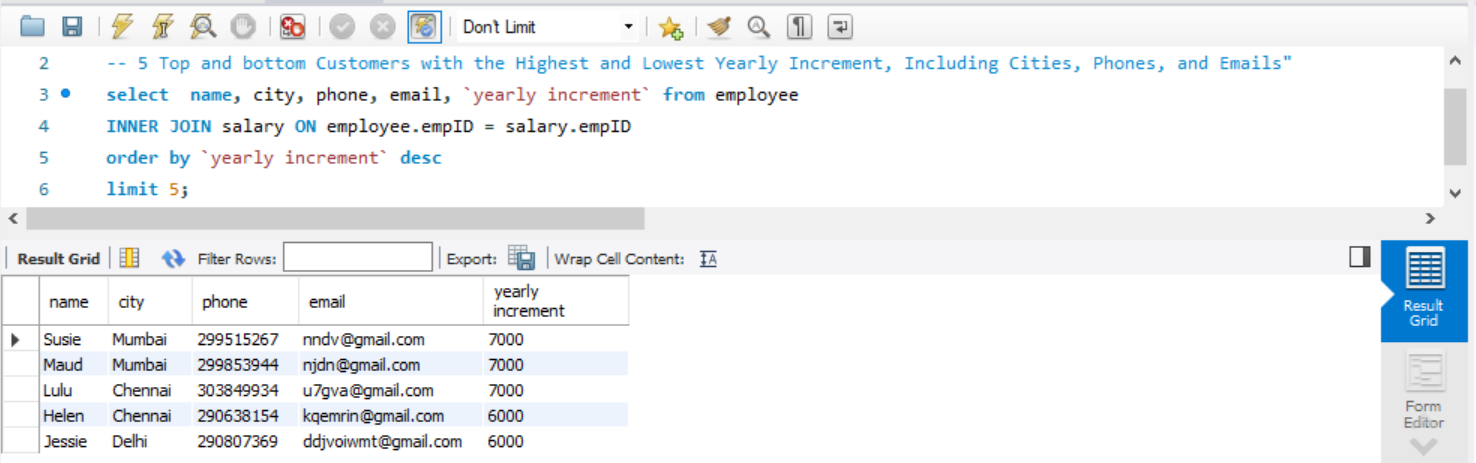 Don't Limit
2 -- 5 Top and bottom Customers with the Highest and Lowest Yearly Increment, Including Cities, Phones, and Emails"
3 select  name, city, phone, email, `yearly increment` from employee
4 INNER JOIN salary ON employee.empID = salary.empID
5 order by `yearly increment` desc
6 limit 5;
Result Grid Filter Rows: Export: Wrap Cell Content: IA
name city phone email yearly increment
Susie Mumbai 299515267 nndv@gmail.com 7000
Maud Mumbai 299853944 njdn@gmail.com 7000
Lulu Chennai 303849934 u7gva@gmail.com 7000
Helen Chennai 290638154 kqemrin@gmail.com 6000
Jessie Delhi 290807369 ddjvoiwmt@gmail.com 6000
Result
Grid
Form
Editor